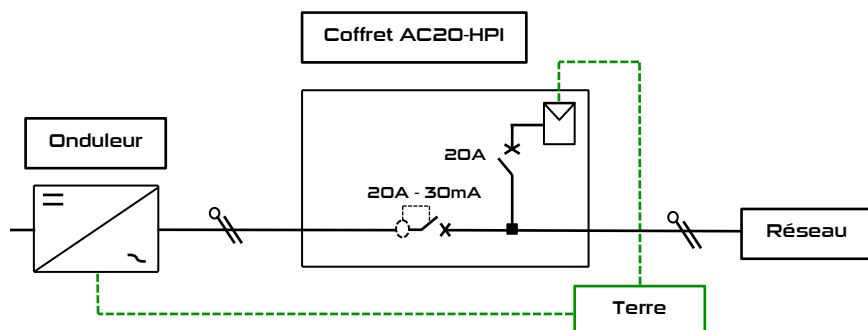 Coffret AC20-HPI
Onduleur
20A
20A - 30mA
Réseau
Terre